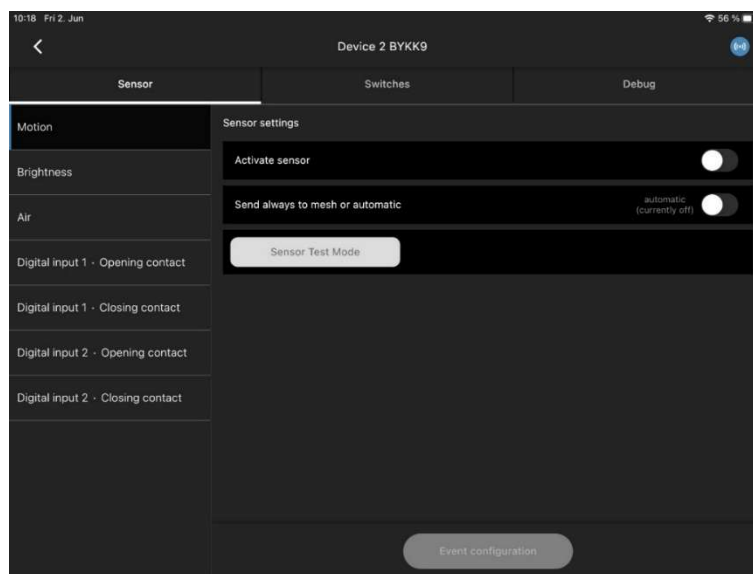 10:18 Fri 2. Jun
56 %
Device 2 BYKK9
Sensor
Switches
Debug
Motion
Brightness
Air
Digital input 1 · Opening contact
Digital input 1 · Closing contact
Digital input 2 · Opening contact
Digital input 2 · Closing contact
Sensor settings
Activate sensor
Send always to mesh or automatic
automatic
(currently off)
Sensor Test Mode
Event configuration